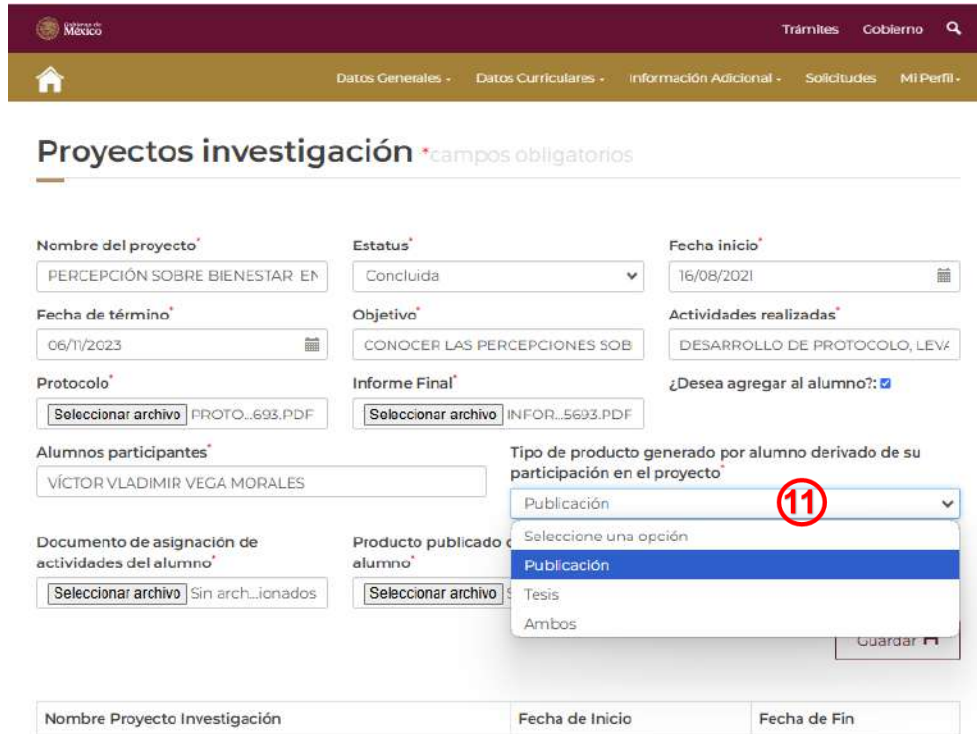 Gobierno de
México
Trámites Gobierno
Datos Generales Datos Curriculares Información Adicional Solicitudes Mi Perfil
Proyectos investigación *campos obligatorios
Nombre del proyecto* Estatus* Fecha inicio*
PERCEPCIÓN SOBRE BIENESTAR EN Concluida 16/08/2021
Fecha de término* Objetivo* Actividades realizadas*
06/11/2023 CONOCER LAS PERCEPCIONES SOB DESARROLLO DE PROTOCOLO, LEVA
Protocolo* Informe Final* ¿Desea agregar al alumno?:
Seleccionar archivo PROTO...693.PDF Seleccionar archivo INFOR...5693.PDF
Alumnos participantes* Tipo de producto generado por alumno derivado de su
participación en el proyecto*
VÍCTOR VLADIMIR VEGA MORALES
Publicación 11
Seleccione una opción
Publicación
Tesis
Ambos
Documento de asignación de Producto publicado
actividades del alumno* alumno*
Seleccionar archivo Sin arch...ionados Seleccionar archivo
Guardar
Nombre Proyecto Investigación Fecha de Inicio Fecha de Fin